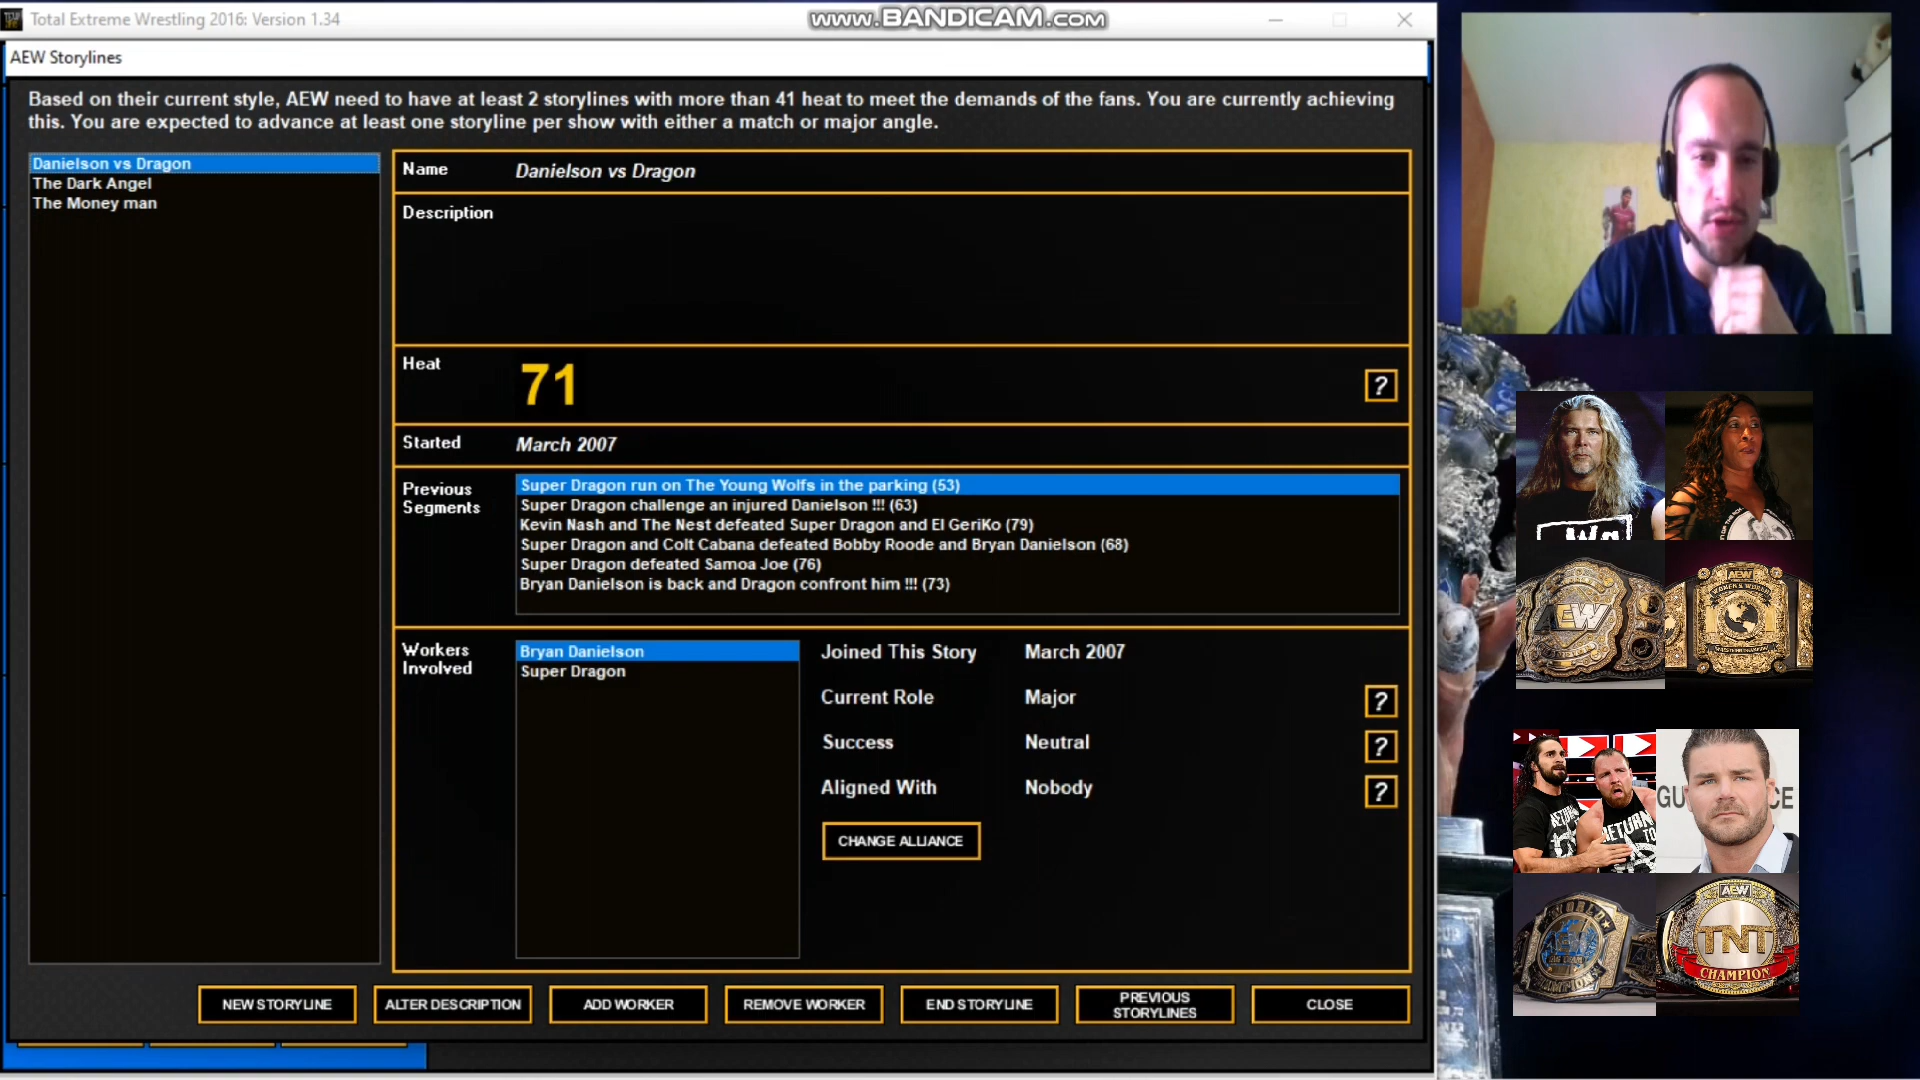 Total Extreme Wrestling 2016: Version 1.34
www.BANDICAM.com
AEW Storylines
Based on their current style, AEW need to have at least 2 storylines with more than 41 heat to meet the demands of the fans. You are currently achieving
this. You are expected to advance at least one storyline per show with either a match or major angle.
Danielson vs Dragon
The Dark Angel
The Money man
Name
Danielson vs Dragon
Description
Heat
71
?
Started
March 2007
Previous
Segments
Super Dragon run on The Young Wolfs in the parking (53)
Super Dragon challenge an injured Danielson !!! (63)
Kevin Nash and The Nest defeated Super Dragon and El GeriKo (79)
Super Dragon and Colt Cabana defeated Bobby Roode and Bryan Danielson (68)
Super Dragon defeated Samoa Joe (76)
Bryan Danielson is back and Dragon confront him !!! (73)
Workers
Involved
Bryan Danielson
Super Dragon
Joined This Story
March 2007
Current Role
Major
?
Success
Neutral
?
Aligned With
Nobody
?
CHANGE ALLIANCE
NEW STORYLINE
ALTER DESCRIPTION
ADD WORKER
REMOVE WORKER
END STORYLINE
PREVIOUS
STORYLINES
CLOSE
AEW
AEW
WORLD
AEW
TNT
CHAMPION